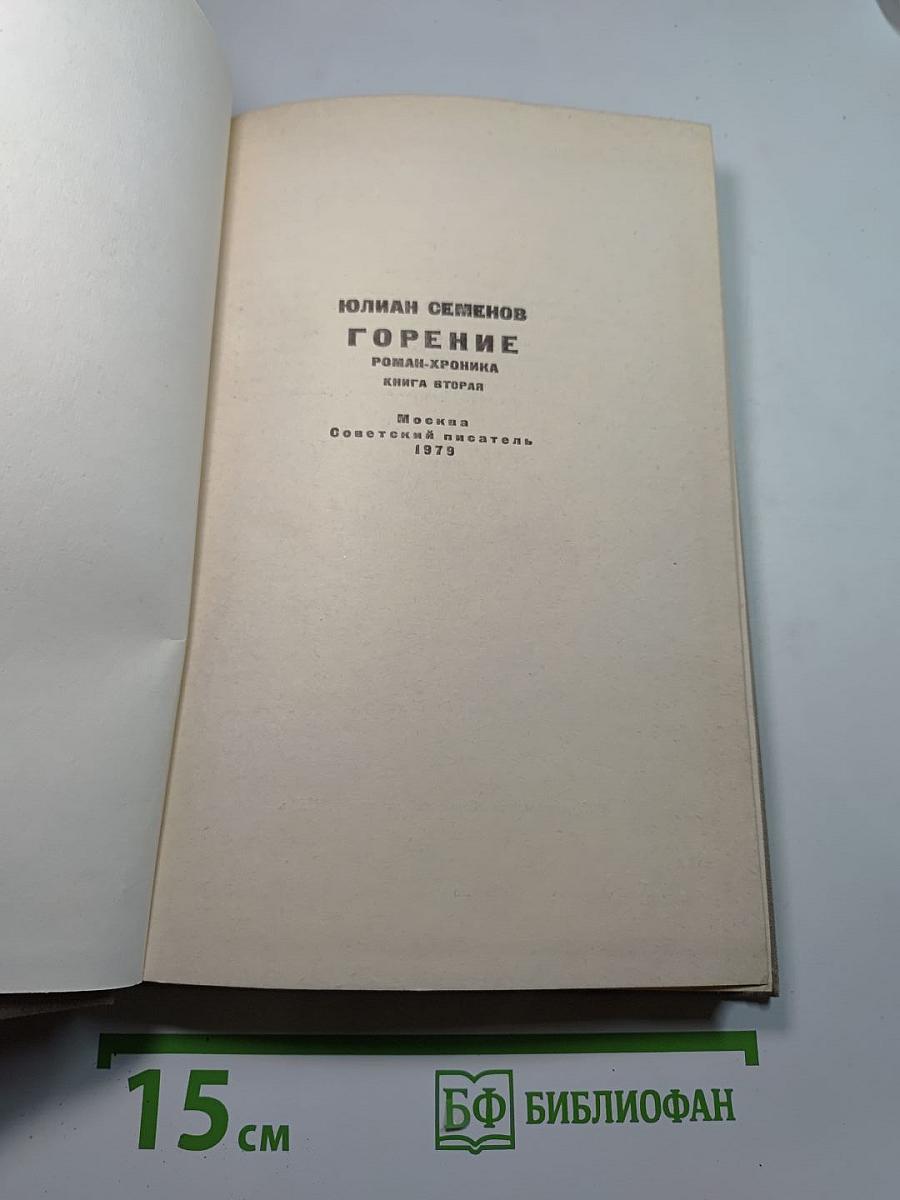 ЮЛИАН СЕМЕНОВ
ГОРЕНИЕ
РОМАН-ХРОНИКА
КНИГА ВТОРАЯ
Москва
Советский писатель
1979
15 см
БФ БИБЛИОФАН